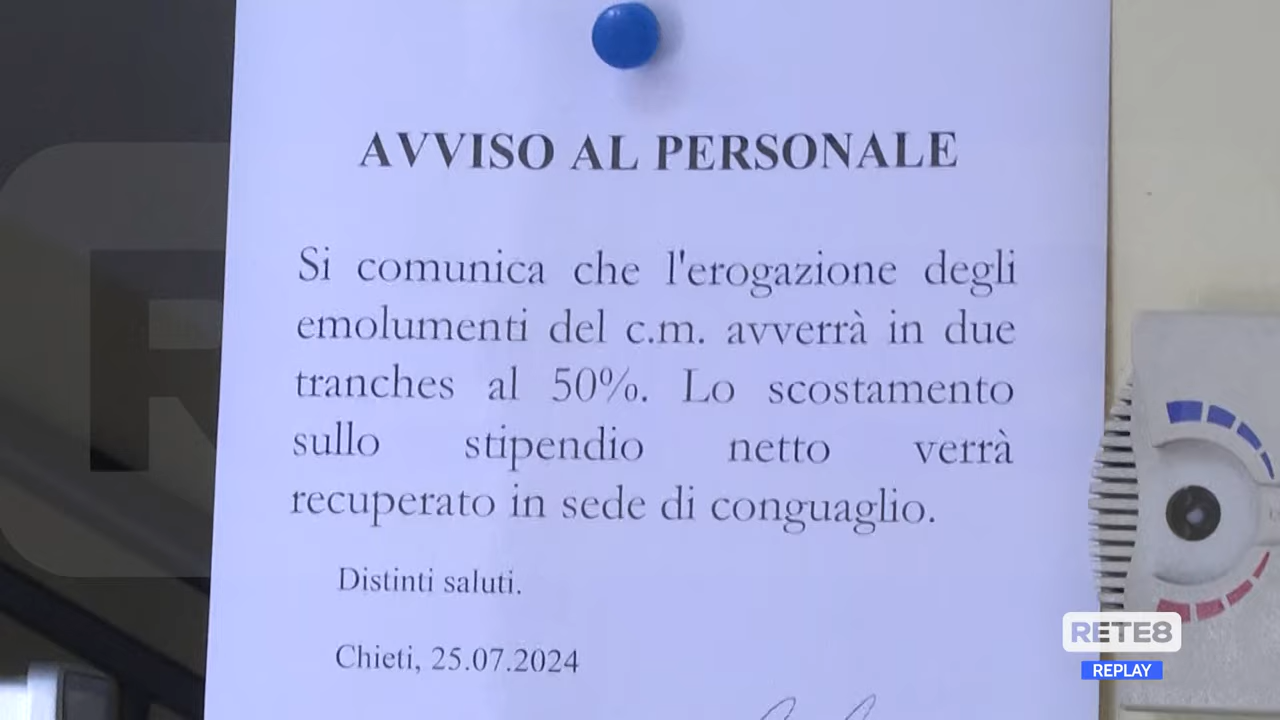 AVVISO AL PERSONALE
Si comunica che l'erogazione degli
emolumenti del c.m. avverrà in due
tranches al 50%. Lo scostamento
sullo stipendio netto verrà
recuperato in sede di conguaglio.
Distinti saluti.
Chieti, 25.07.2024
RETE8
REPLAY